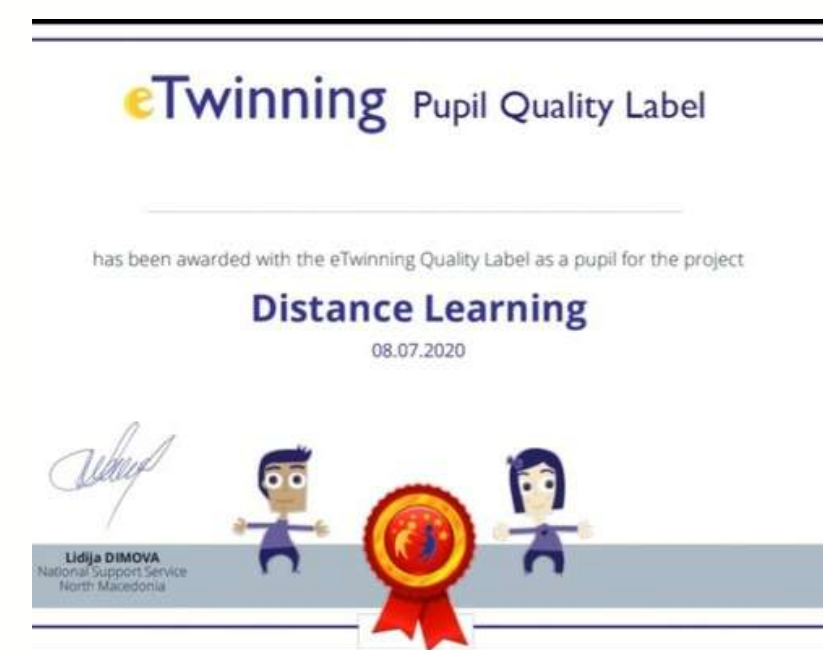 eTwinning Pupil Quality Label
has been awarded with the eTwinning Quality Label as a pupil for the project
Distance Learning
08.07.2020
Lidija DIMOVA
National Support Service
North Macedonia